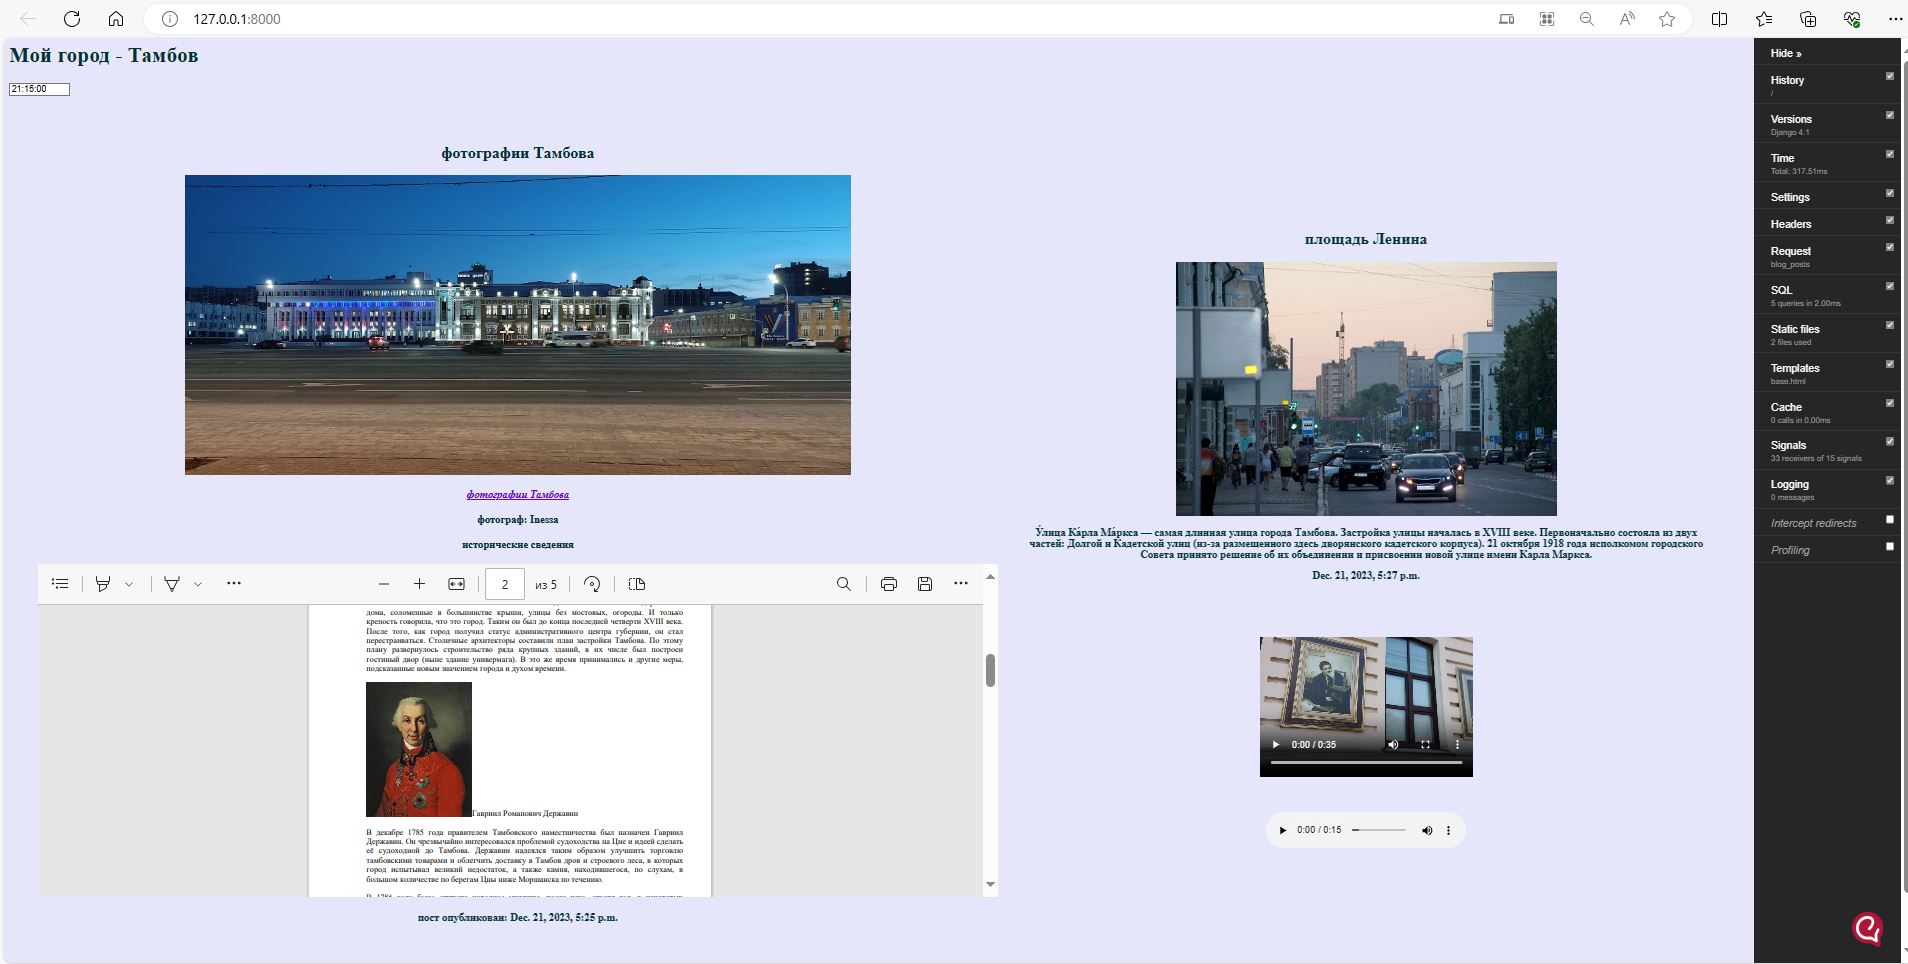 127.0.0.1:8000
Мой город - Тамбов
21:15:00
фотографии Тамбова
фотографии Тамбова
фотограф: Inessa
исторические сведения
2 из 5
дома, соломенные в большинстве крыши, улицы без мостовых, огороды. И только
крепость говорила, что это город. Таким он был до конца последней четверти XVIII века.
После того, как город получил статус административного центра губернии, он стал
перестраиваться. Столичные архитекторы составили план застройки Тамбова. По этому
плану развернулось строительство ряда крупных зданий, в их числе был построен
гостиный двор (ныне здание универмага). В это же время принимались и другие меры,
подсказанные новым значением города и духом времени.
Гавриил Романович Державин
В декабре 1785 года правителем Тамбовского наместничества был назначен Гавриил
Державин. Он чрезвычайно интересовался проблемой судоходства на Цне и идеей сделать
её судоходной до Тамбова. Державин надеялся таким образом улучшить торговлю
тамбовскими товарами и облегчить доставку в Тамбов дров и строевого леса, в которых
город испытывал великий недостаток, а также камня, находившегося, по слухам, в
большом количестве по берегам Цны ниже Моршанска по течению.
пост опубликован: Dec. 21, 2023, 5:25 p.m.
площадь Ленина
У́лица Ка́рла Ма́ркса — самая длинная улица города Тамбова. Застройка улицы началась в XVIII веке. Первоначально состояла из двух
частей: Долгой и Кадетской улиц (из-за размещенного здесь дворянского кадетского корпуса). 21 октября 1918 года исполкомом городского
Совета принято решение об их объединении и присвоении новой улице имени Карла Маркса.
Dec. 21, 2023, 5:27 p.m.
0:00 / 0:35
0:00 / 0:15
Hide »
History
/
Versions
Django 4.1
Time
Total: 317.51ms
Settings
Headers
Request
blog_posts
SQL
5 queries in 2.00ms
Static files
2 files used
Templates
base.html
Cache
0 calls in 0.00ms
Signals
33 receivers of 15 signals
Logging
0 messages
Intercept redirects
Profiling